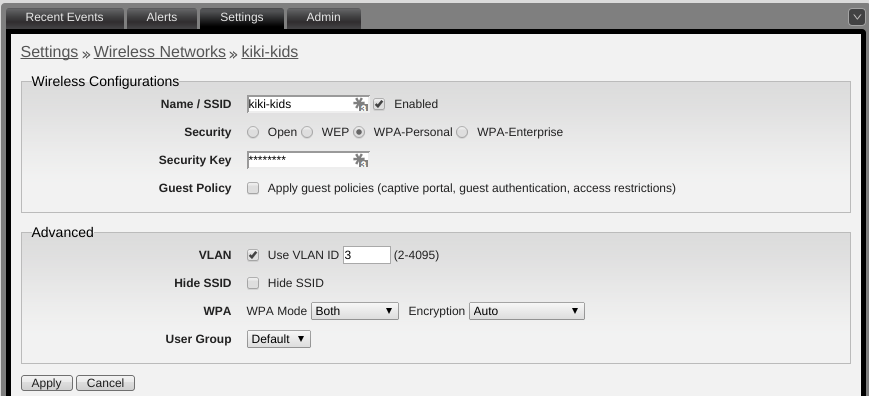 Recent Events Alerts Settings Admin
Settings » Wireless Networks » kiki-kids
Wireless Configurations
Name / SSID kiki-kids Enabled
Security Open WEP WPA-Personal WPA-Enterprise
Security Key ********
Guest Policy Apply guest policies (captive portal, guest authentication, access restrictions)
Advanced
VLAN Use VLAN ID 3 (2-4095)
Hide SSID Hide SSID
WPA WPA Mode Both Encryption Auto
User Group Default
Apply Cancel